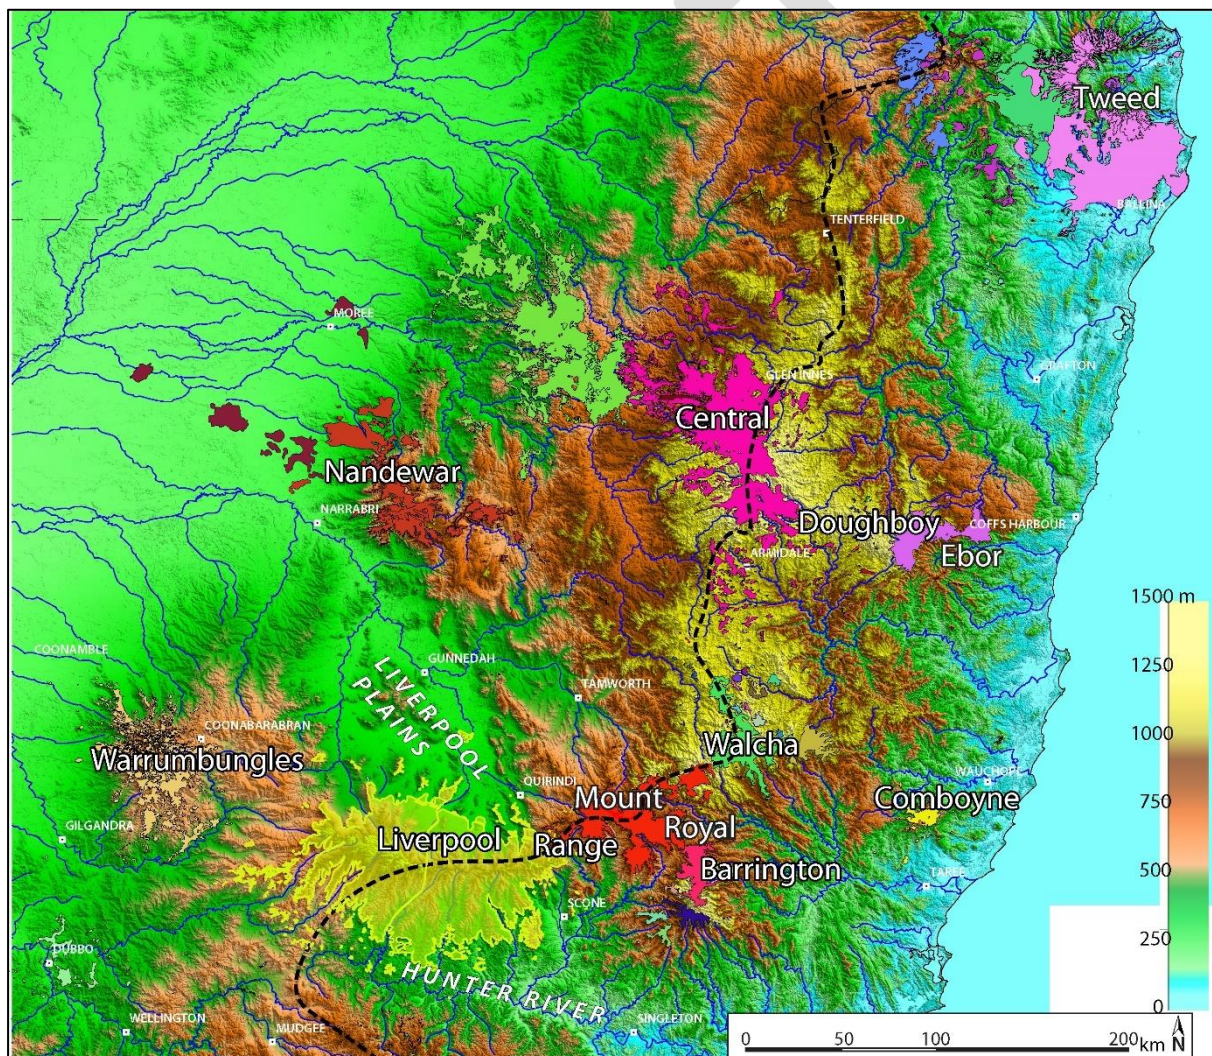 Tweed
BALLINA
TENTERFIELD
MOREE
GLEN INNES
GRAFTON
Central
Nandewar
NARRABRI
Doughboy
COFFS HARBOUR
Ebor
ARMIDALE
1500 m
1250
1000
750
500
250
0
COONAMBLE
GUNNEDAH
LIVERPOOL
PLAINS
TAMWORTH
COONABARABRAN
Warrumbungles
Walcha
WAUCHOPE
QUIRINDI
Mount
Comboyne
GILGANDRA
Liverpool
Range
Royal
Barrington
TAREE
SCONE
DUBBO
HUNTER RIVER
WELLINGTON
MUDGEE
SINGLETON
0 50 100 200 km
N